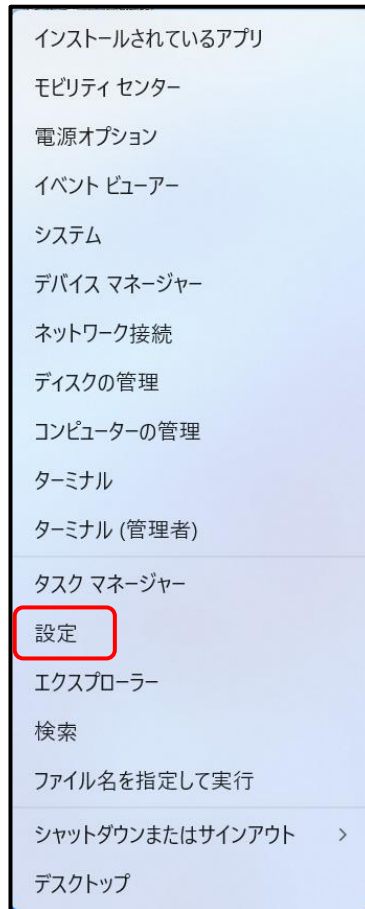 インストールされているアプリ
モビリティ センター
電源オプション
イベント ビューアー
システム
デバイス マネージャー
ネットワーク接続
ディスクの管理
コンピューターの管理
ターミナル
ターミナル (管理者)
タスク マネージャー
設定
エクスプローラー
検索
ファイル名を指定して実行
シャットダウンまたはサインアウト
デスクトップ